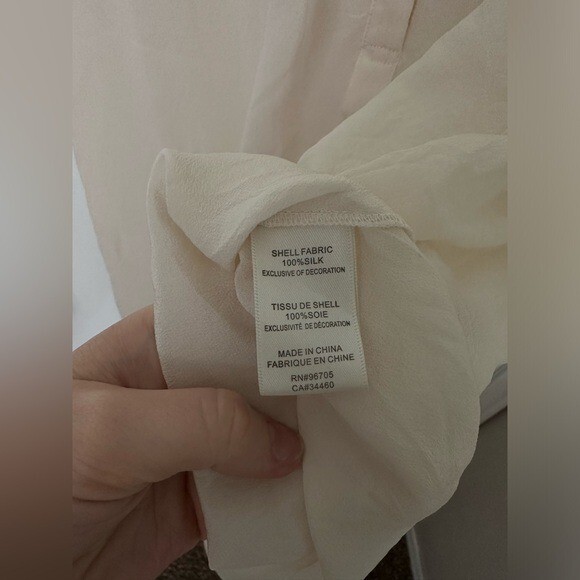 SHELL FABRIC
100%SILK
EXCLUSIVE OF DECORATION
TISSU DE SHELL
100%SOIE
EXCLUSIVITÉ DE DÉCORATION
MADE IN CHINA
FABRIQUE EN CHINE
RN#96705
CA#34460